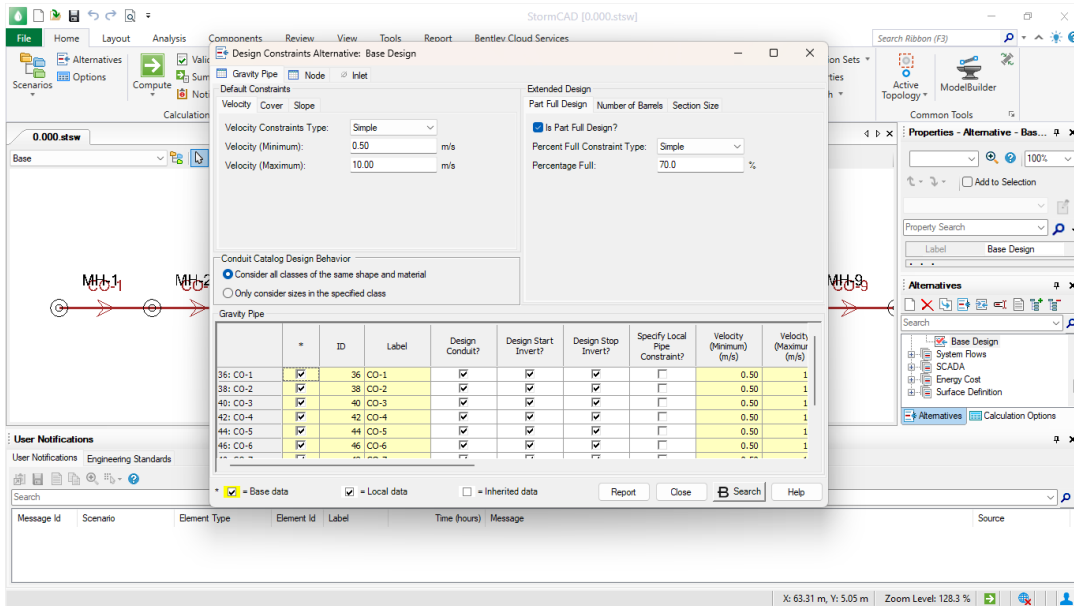 StormCAD [0.000.stsw]
File Home Layout Analysis Components Review View Tools Report Bentley Cloud Services Search Ribbon (F3)
Scenarios
Alternatives
Options
Compute
Calculation
Active
Topology
ModelBuilder
Common Tools
0.000.stsw
Base
MH-1
CO-1
Design Constraints Alternative: Base Design
Gravity Pipe Node Inlet
Default Constraints
Velocity Cover Slope
Velocity Constraints Type: Simple
Velocity (Minimum): 0.50 m/s
Velocity (Maximum): 10.00 m/s
Extended Design
Part Full Design Number of Barrels Section Size
Is Part Full Design?
Percent Full Constraint Type: Simple
Percentage Full: 70.0 %
Conduit Catalog Design Behavior
Consider all classes of the same shape and material
Only consider sizes in the specified class
Gravity Pipe
* ID Label Design Conduit? Design Start Invert? Design Stop Invert? Specify Local Pipe Constraint? Velocity (Minimum) (m/s) Velocity (m/s)
36: CO-1 36 CO-1 0.50 1
38: CO-2 38 CO-2 0.50 1
40: CO-3 40 CO-3 0.50 1
42: CO-4 42 CO-4 0.50 1
44: CO-5 44 CO-5 0.50 1
46: CO-6 46 CO-6 0.50 1
* = Base data = Local data = Inherited data Report Close Search Help
MH-9
Properties - Alternative - Bas...
100%
Add to Selection
Property Search
Label Base Design
Alternatives
Search
Base Design
System Flows
SCADA
Energy Cost
Surface Definition
Alternatives Calculation Options
User Notifications
User Notifications Engineering Standards
Search
Message Id Scenario Element Type Element Id Label Time (hours) Message Source
X: 63.31 m, Y: 5.05 m Zoom Level: 128.3 %